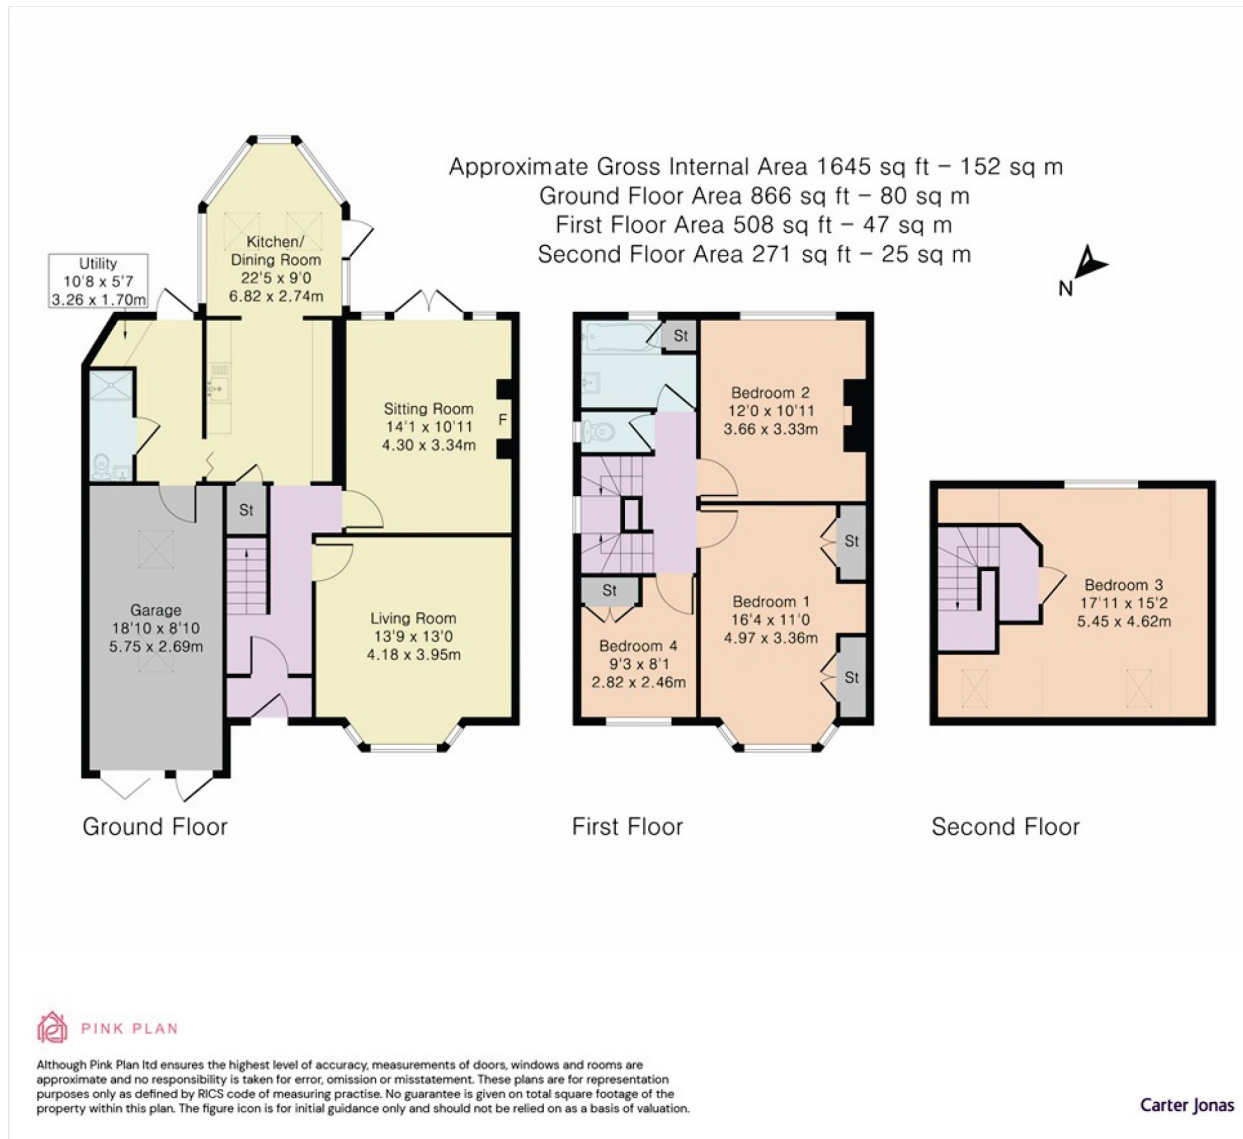 Approximate Gross Internal Area 1645 sq ft – 152 sq m
Ground Floor Area 866 sq ft – 80 sq m
First Floor Area 508 sq ft – 47 sq m
Second Floor Area 271 sq ft – 25 sq m
N
Utility
10'8 x 5'7
3.26 x 1.70m
Kitchen/
Dining Room
22'5 x 9'0
6.82 x 2.74m
Sitting Room
14'1 x 10'11
4.30 x 3.34m
F
St
Garage
18'10 x 8'10
5.75 x 2.69m
Living Room
13'9 x 13'0
4.18 x 3.95m
Ground Floor
St
Bedroom 2
12'0 x 10'11
3.66 x 3.33m
St
Bedroom 1
16'4 x 11'0
4.97 x 3.36m
St
St
Bedroom 4
9'3 x 8'1
2.82 x 2.46m
First Floor
Bedroom 3
17'11 x 15'2
5.45 x 4.62m
Second Floor
PINK PLAN
Although Pink Plan ltd ensures the highest level of accuracy, measurements of doors, windows and rooms are
approximate and no responsibility is taken for error, omission or misstatement. These plans are for representation
purposes only as defined by RICS code of measuring practise. No guarantee is given on total square footage of the
property within this plan. The figure icon is for initial guidance only and should not be relied on as a basis of valuation.
Carter Jonas